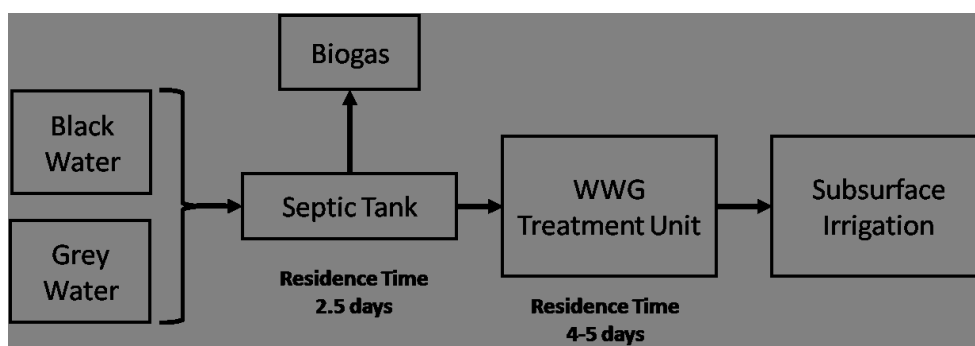 Biogas
Black
Water
Grey
Water
Septic Tank
Residence Time
2.5 days
WWG
Treatment Unit
Residence Time
4-5 days
Subsurface
Irrigation